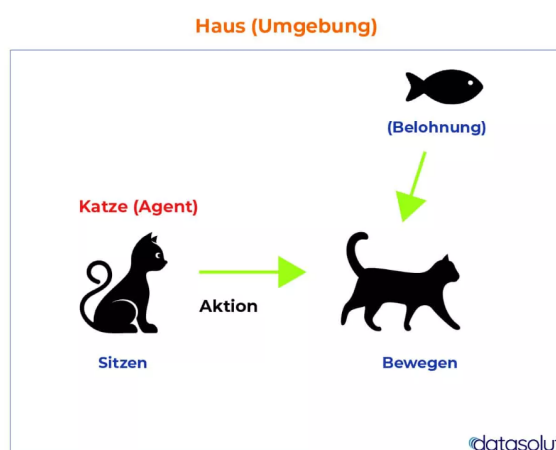 Haus (Umgebung)
(Belohnung)
Katze (Agent)
Aktion
Sitzen
Bewegen